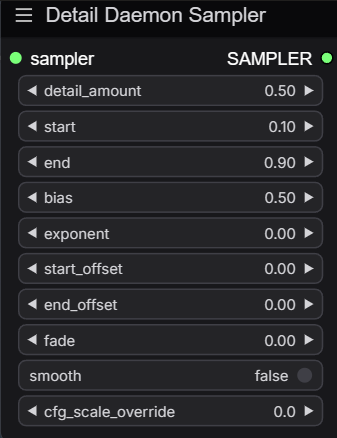 Detail Daemon Sampler
sampler SAMPLER
detail_amount 0.50
start 0.10
end 0.90
bias 0.50
exponent 0.00
start_offset 0.00
end_offset 0.00
fade 0.00
smooth false
cfg_scale_override 0.0